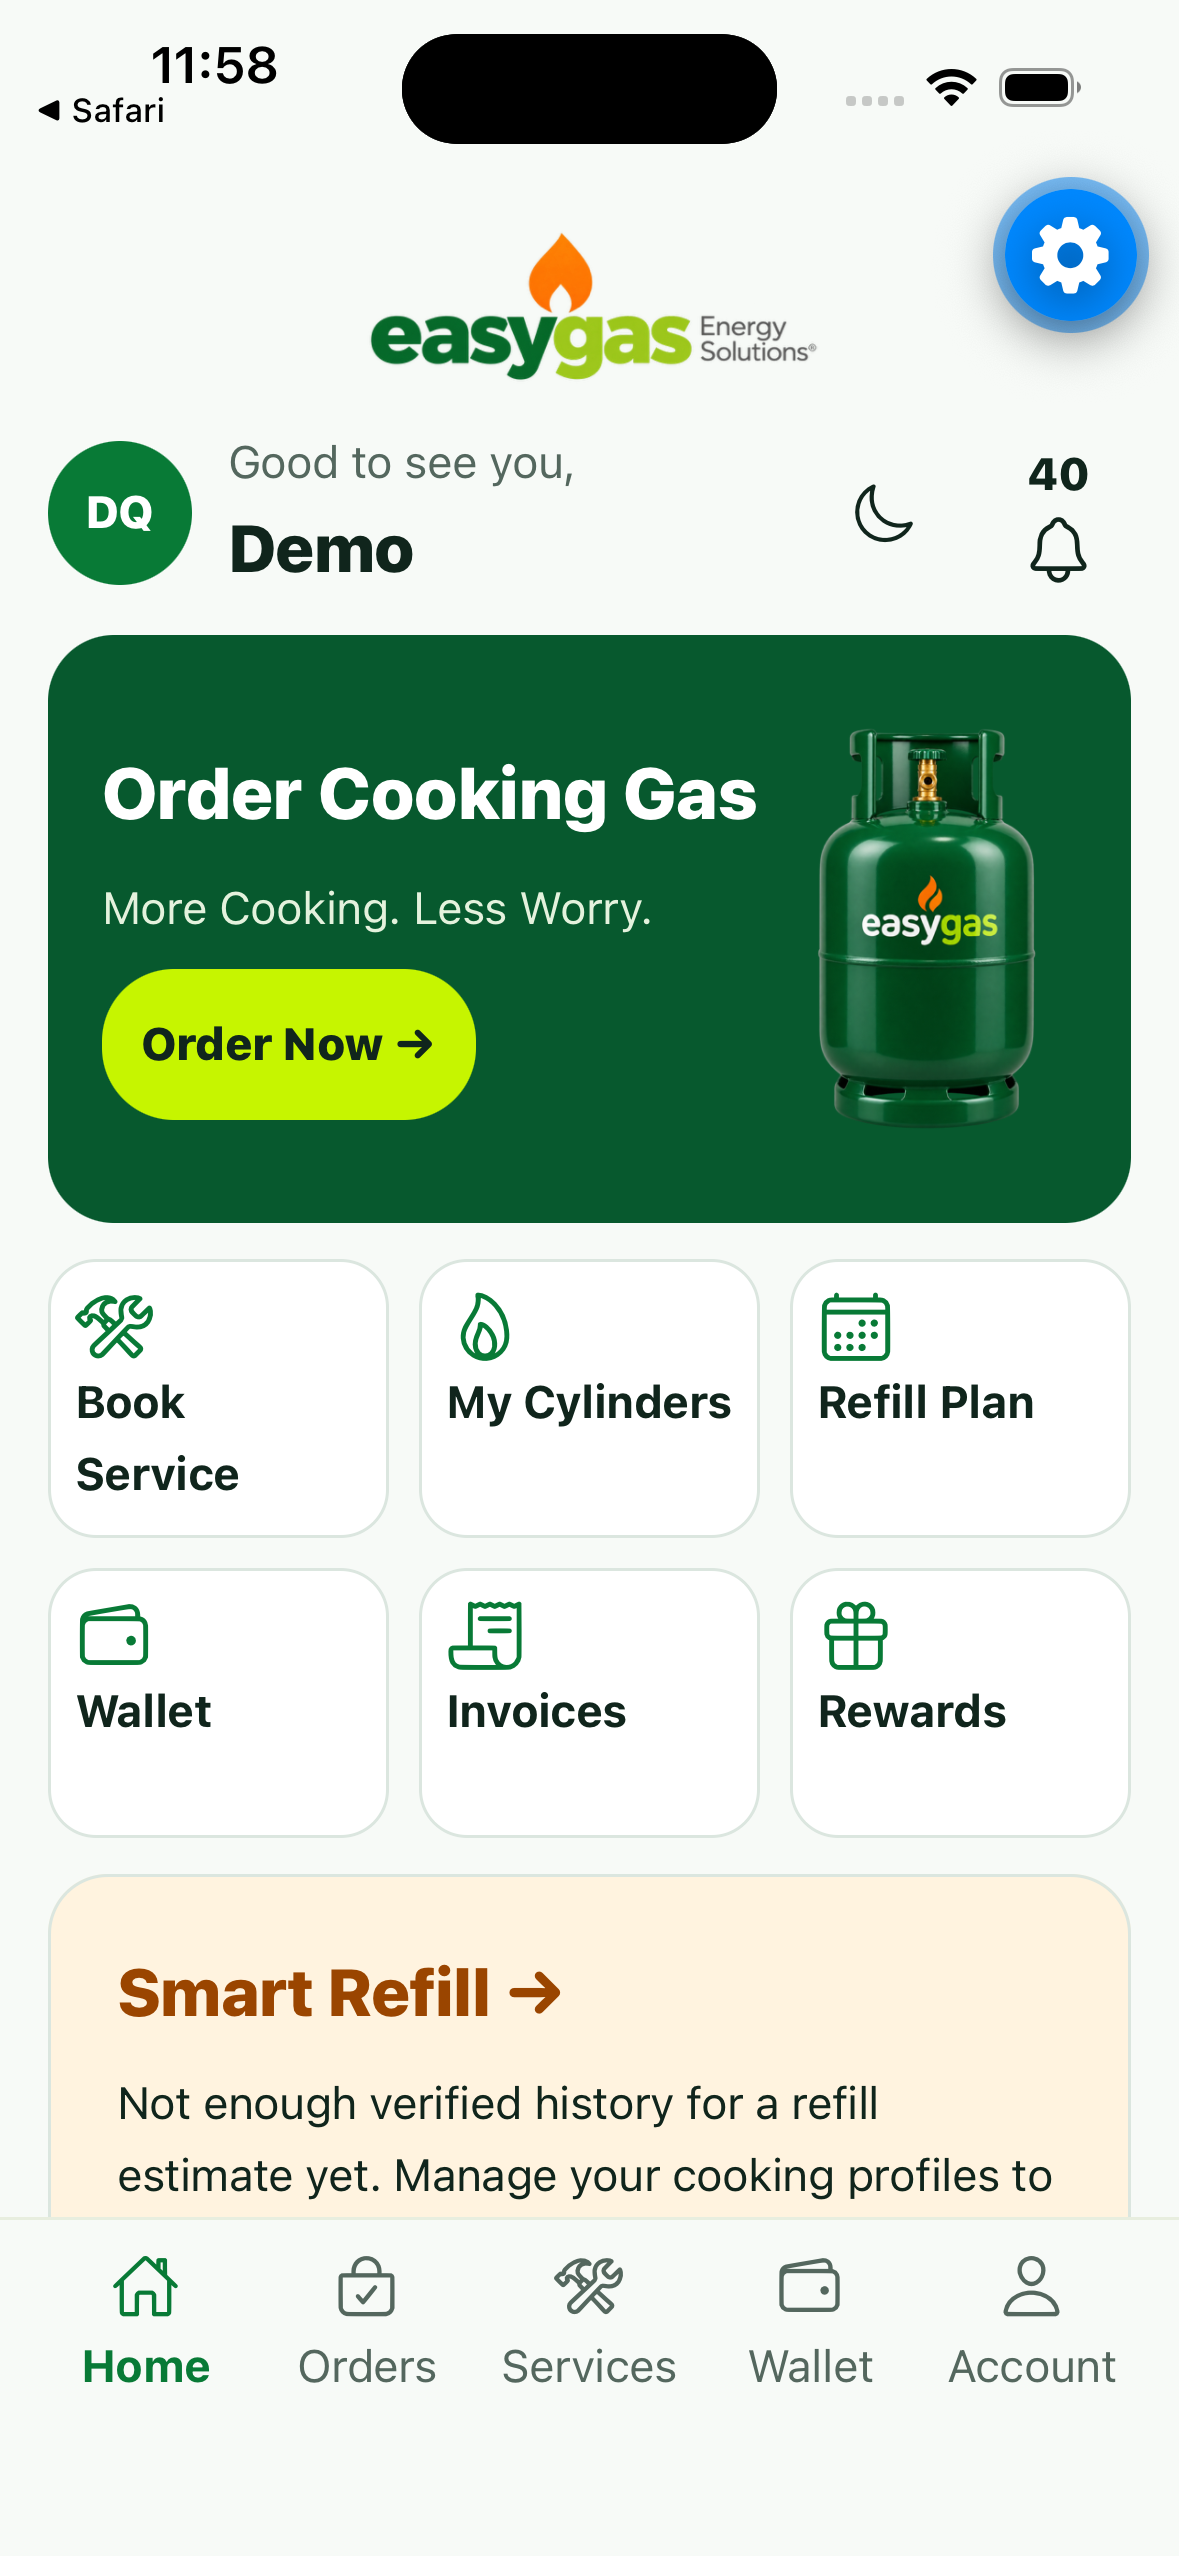 11:58
Safari
easygas Energy
Solutions®
DQ
Good to see you,
Demo
40
Order Cooking Gas
More Cooking. Less Worry.
Order Now →
easygas
Book
Service
My Cylinders
Refill Plan
Wallet
Invoices
Rewards
Smart Refill →
Not enough verified history for a refill
estimate yet. Manage your cooking profiles to
Home
Orders
Services
Wallet
Account